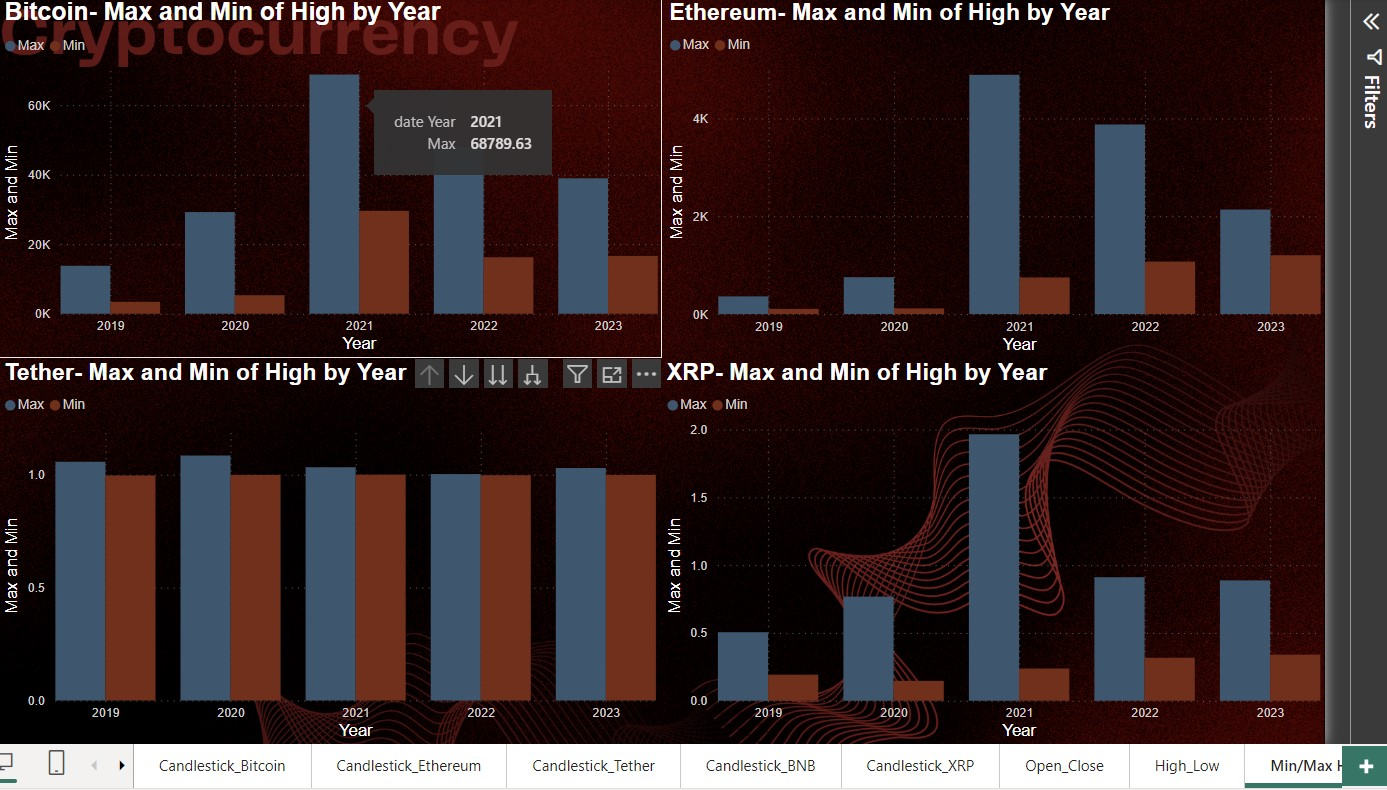 Cryptocurrency
Bitcoin- Max and Min of High by Year
Max Min
Max and Min
60K
40K
20K
0K
date Year 2021
Max 68789.63
2019 2020 2021 2022 2023
Year
Ethereum- Max and Min of High by Year
Max Min
Max and Min
4K
2K
0K
2019 2020 2021 2022 2023
Year
Filters
Tether- Max and Min of High by Year
Max Min
Max and Min
1.0
0.5
0.0
2019 2020 2021 2022 2023
Year
XRP- Max and Min of High by Year
Max Min
Max and Min
2.0
1.5
1.0
0.5
0.0
2019 2020 2021 2022 2023
Year
Candlestick_Bitcoin Candlestick_Ethereum Candlestick_Tether Candlestick_BNB Candlestick_XRP Open_Close High_Low Min/Max H